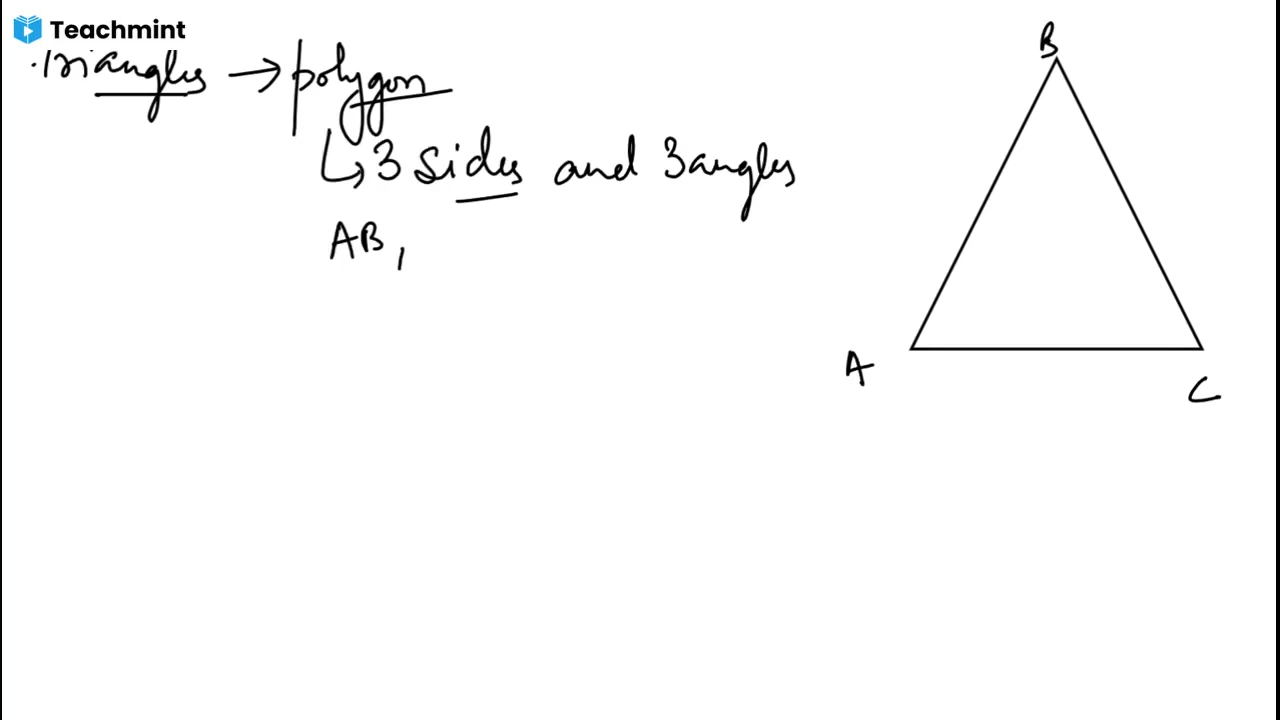 Teachmint
triangles → polygon
↳ 3 sides and 3 angles
AB,
B
A
C